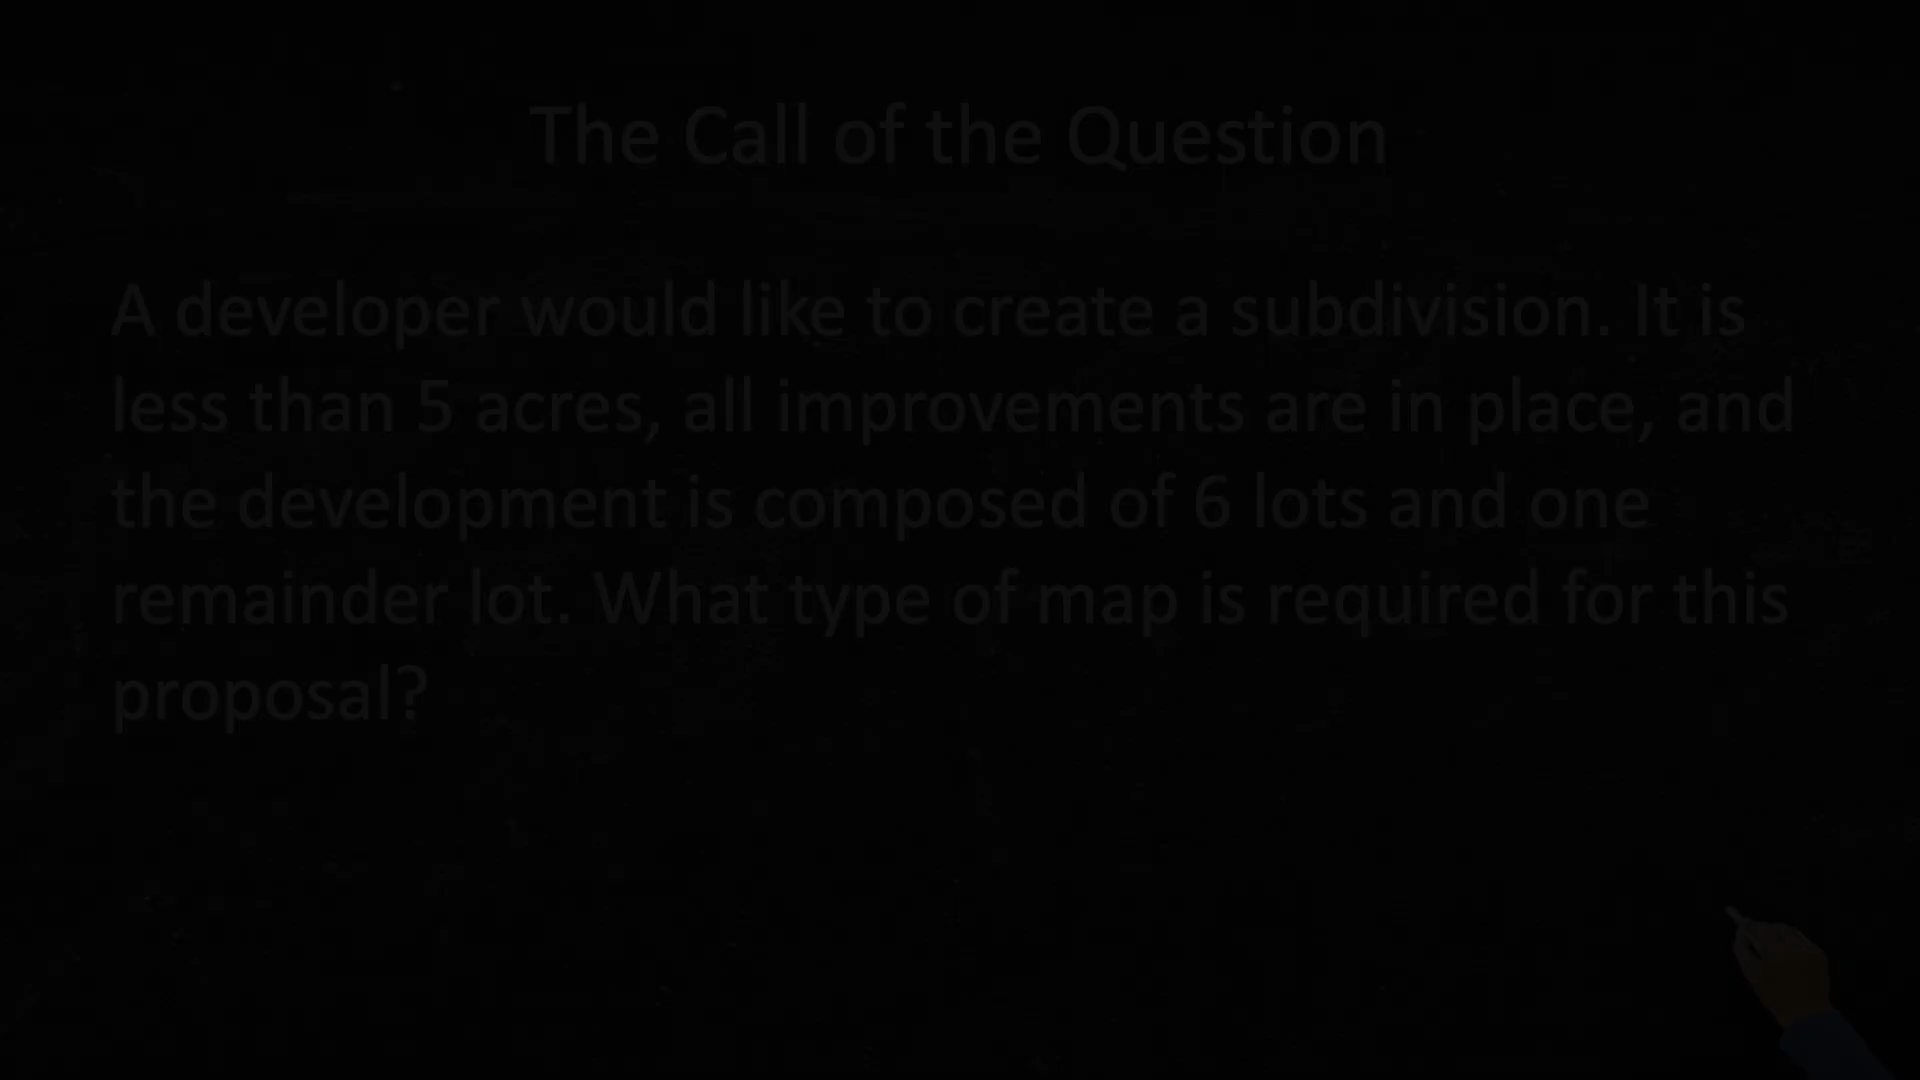 The Call of the Question
A developer would like to create a subdivision. It is
less than 5 acres, all improvements are in place, and
the development is composed of 6 lots and one
remainder lot. What type of map is required for this
proposal?